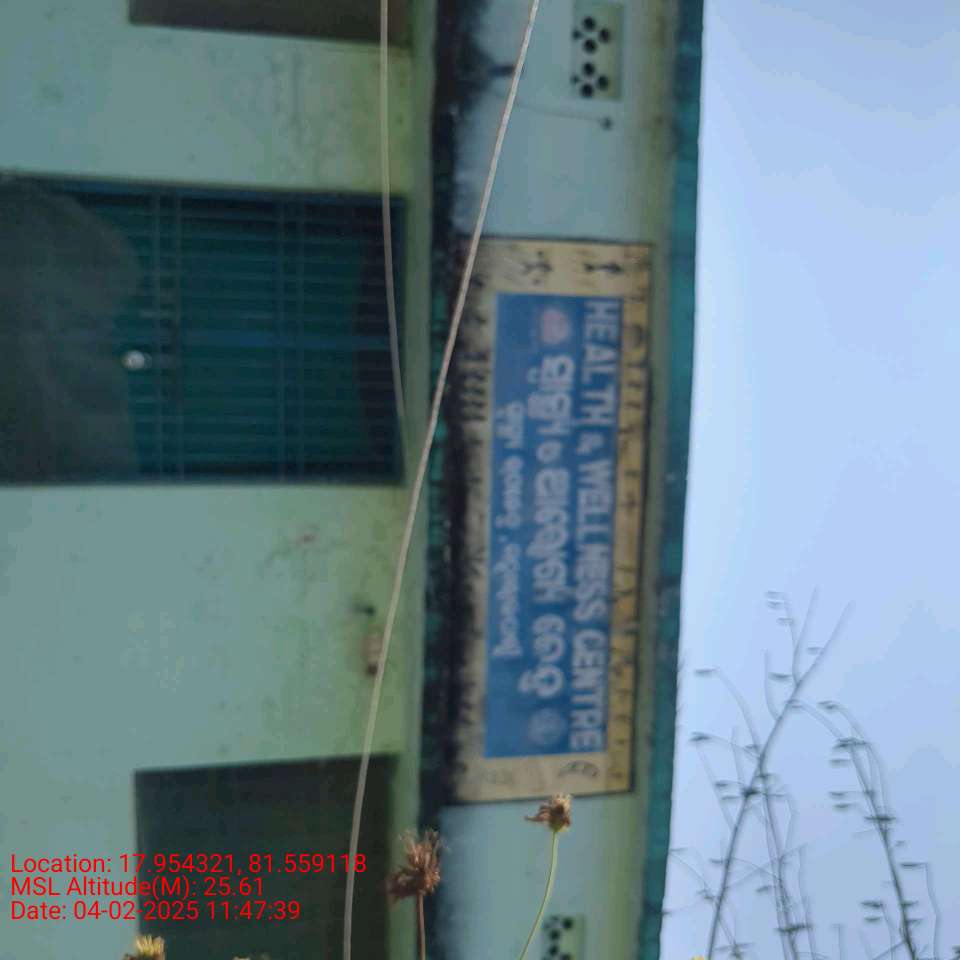 HEALTH & WELLNESS CENTRE
ସ୍ୱାସ୍ଥ୍ୟ ଓ ଆରୋଗ୍ୟ କେନ୍ଦ୍ର
Location: 17.954321, 81.559118
MSL Altitude(M): 25.61
Date: 04-02-2025 11:47:39